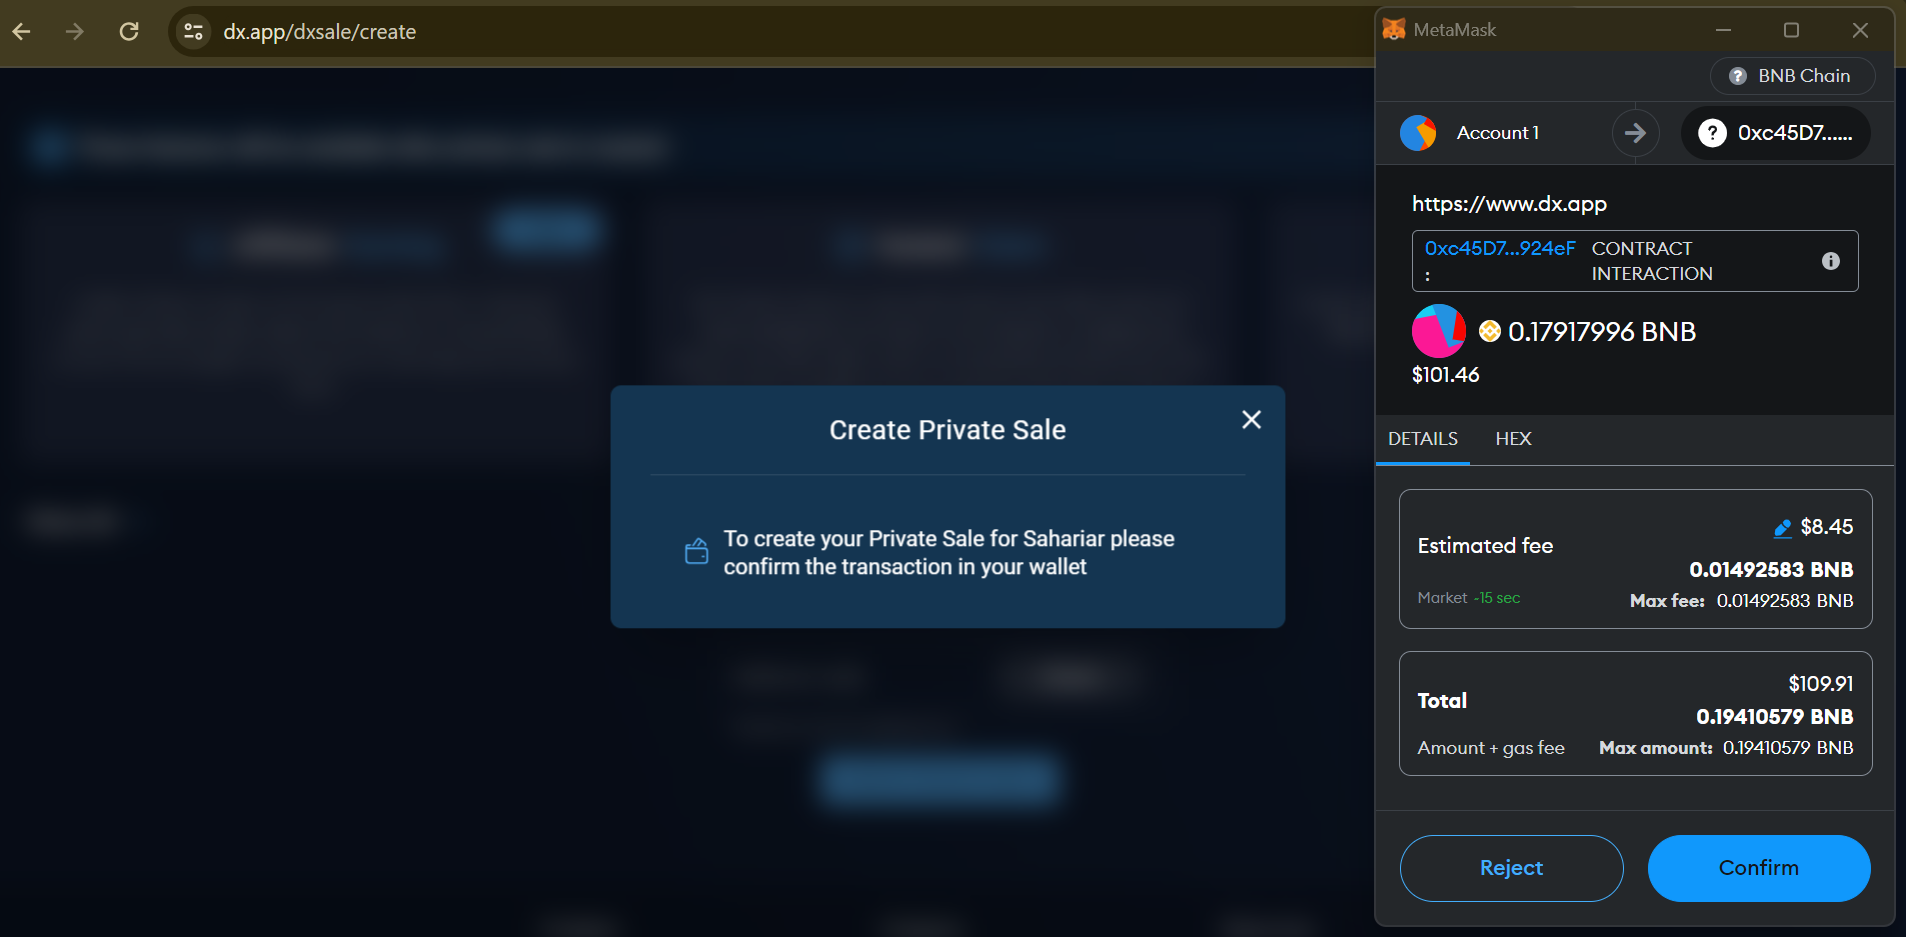 dx.app/dxsale/create
MetaMask
BNB Chain
Account 1
0xc45D7......
https://www.dx.app
0xc45D7...924eF : CONTRACT INTERACTION
0.17917996 BNB
$101.46
DETAILS HEX
Create Private Sale
To create your Private Sale for Sahariar please
confirm the transaction in your wallet
$8.45
Estimated fee
0.01492583 BNB
Market ~15 sec
Max fee: 0.01492583 BNB
$109.91
Total
0.19410579 BNB
Amount + gas fee Max amount: 0.19410579 BNB
Reject Confirm